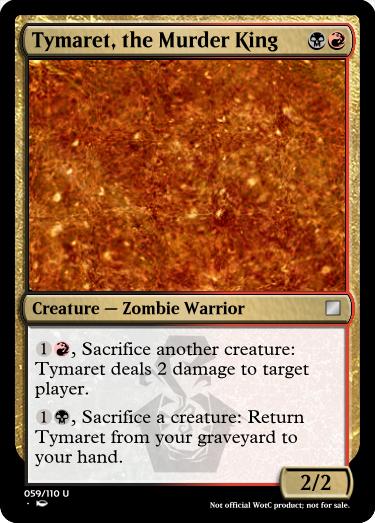 Tymaret, the Murder King
Creature — Zombie Warrior
1 , Sacrifice another creature:
Tymaret deals 2 damage to target
player.
1 , Sacrifice a creature: Return
Tymaret from your graveyard to
your hand.
2/2
059/110 U
Not official WotC product; not for sale.